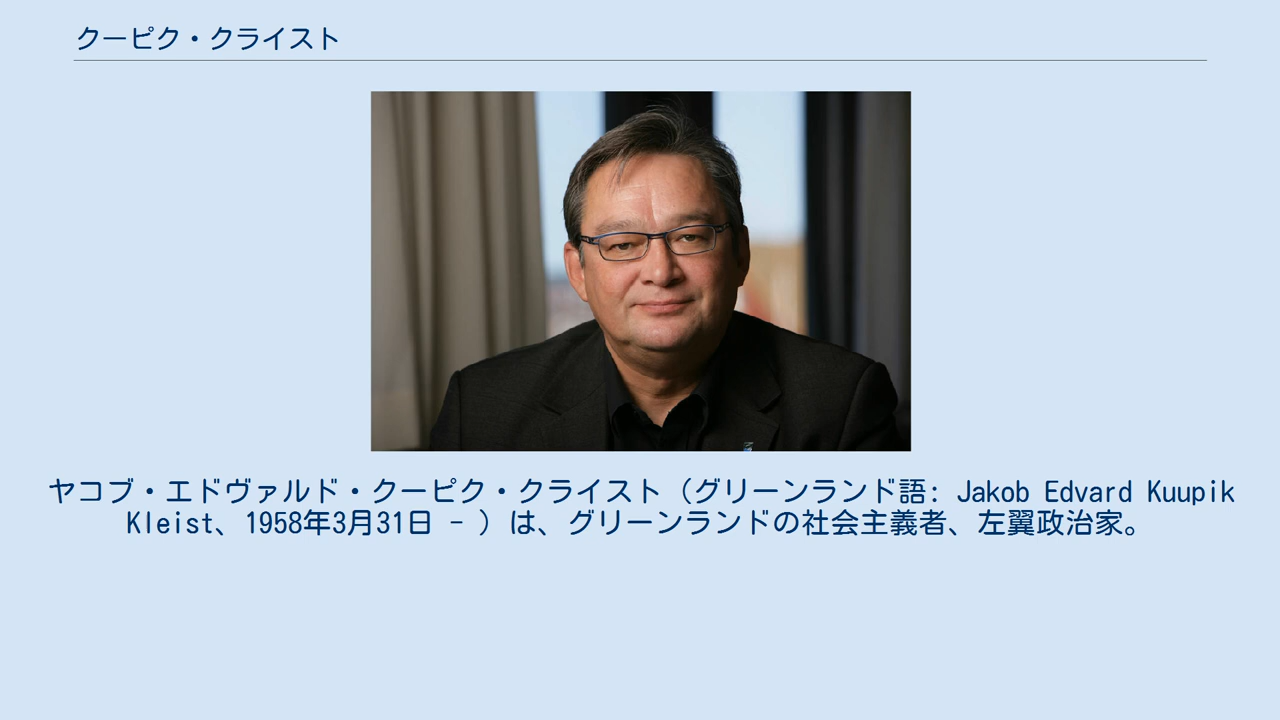 クーピク・クライスト
ヤコブ・エドヴァルド・クーピク・クライスト（グリーンランド語: Jakob Edvard Kuupik
Kleist、1958年3月31日 - ）は、グリーンランドの社会主義者、左翼政治家。